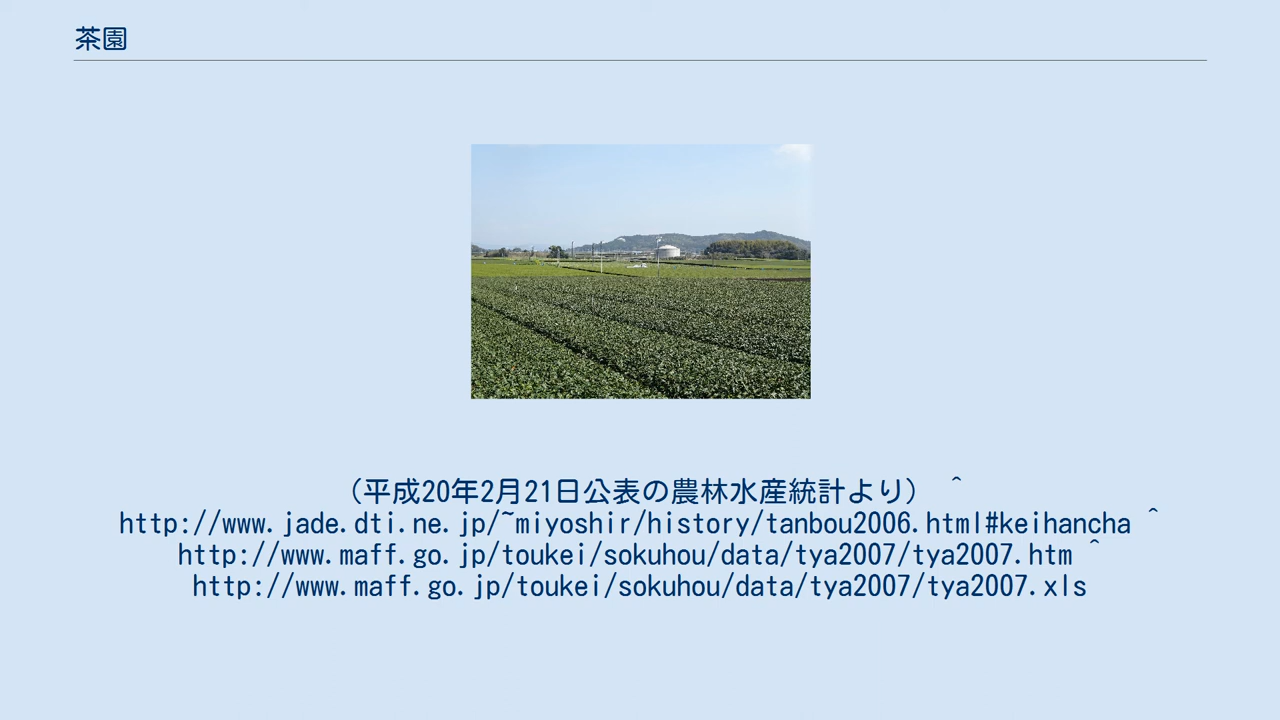 茶園
（平成20年2月21日公表の農林水産統計より） ^
http://www.jade.dti.ne.jp/~miyoshir/history/tanbou2006.html#keihancha ^
http://www.maff.go.jp/toukei/sokuhou/data/tya2007/tya2007.htm ^
http://www.maff.go.jp/toukei/sokuhou/data/tya2007/tya2007.xls